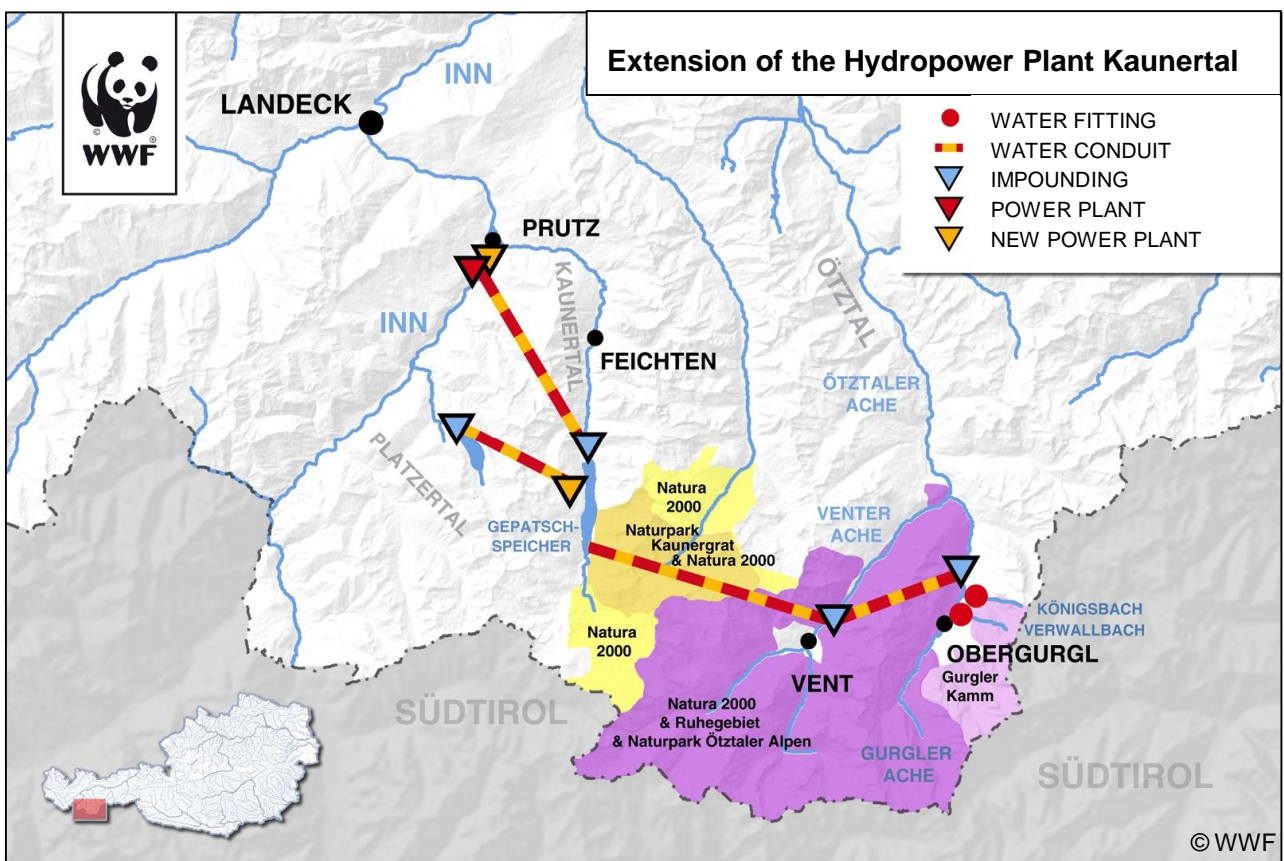 Extension of the Hydropower Plant Kaunertal
WATER FITTING
WATER CONDUIT
IMPOUNDING
POWER PLANT
NEW POWER PLANT
©
WWF
®
INN
LANDECK
PRUTZ
KAUNERTAL
ÖTZTAL
INN
FEICHTEN
ÖTZTALER
ACHE
PLATZERTAL
Natura
2000
GEPATSCH-
SPEICHER
VENTER
ACHE
Naturpark
Kaunergrat
& Natura 2000
KÖNIGSBACH
VERWALLBACH
Natura
2000
OBERGURGL
Gurgler
Kamm
VENT
SÜDTIROL
Natura 2000
& Ruhegebiet
& Naturpark Ötztaler Alpen
GURGLER
ACHE
SÜDTIROL
© WWF